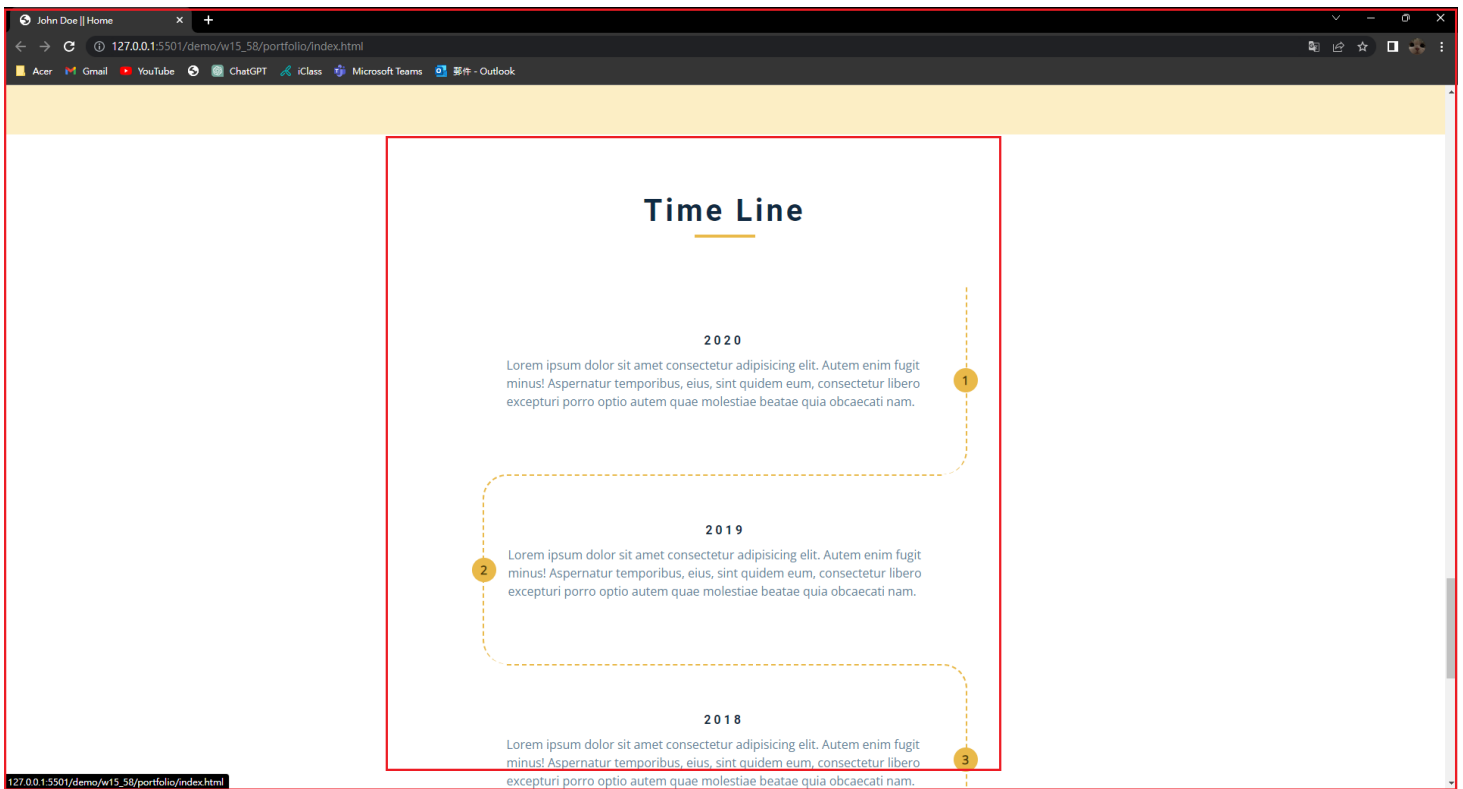 John Doe || Home
127.0.0.1:5501/demo/w15_58/portfolio/index.html
Acer Gmail YouTube ChatGPT iClass Microsoft Teams 郵件 - Outlook
Time Line
2020
Lorem ipsum dolor sit amet consectetur adipisicing elit. Autem enim fugit
minus! Aspernatur temporibus, eius, sint quidem eum, consectetur libero
excepturi porro optio autem quae molestiae beatae quia obcaecati nam.
1
2019
Lorem ipsum dolor sit amet consectetur adipisicing elit. Autem enim fugit
minus! Aspernatur temporibus, eius, sint quidem eum, consectetur libero
excepturi porro optio autem quae molestiae beatae quia obcaecati nam.
2
2018
Lorem ipsum dolor sit amet consectetur adipisicing elit. Autem enim fugit
minus! Aspernatur temporibus, eius, sint quidem eum, consectetur libero
excepturi porro optio autem quae molestiae beatae quia obcaecati nam.
3
127.0.0.1:5501/demo/w15_58/portfolio/index.html